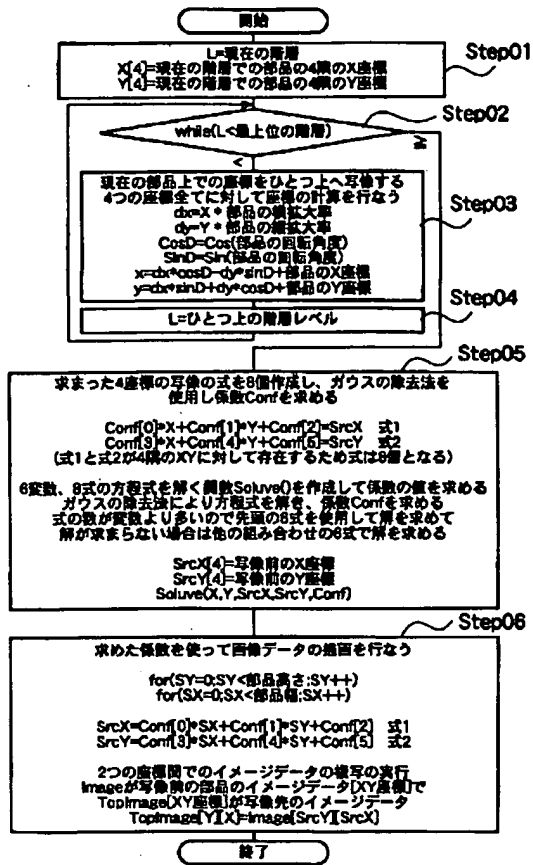 開始
Step01
L=現在の階層
X[4]=現在の階層での部品の4隅のX座標
Y[4]=現在の階層での部品の4隅のY座標
Step02
while(L<最上位の階層)
<
Step03
現在の部品上での座標をひとつ上へ写像する
4つの座標全てに対して座標の計算を行なう
dx=X * 部品の横拡大率
dy=Y * 部品の縦拡大率
CosD=Cos(部品の回転角度)
SinD=Sin(部品の回転角度)
x=dx*cosD-dy*sinD+部品のX座標
y=dx*sinD+dy*cosD+部品のY座標
Step04
L=ひとつ上の階層レベル
Step05
求まった4座標の写像の式を8個作成し、ガウスの除去法を
使用し係数Confを求める
Conf[0]*X+Conf[1]*Y+Conf[2]=SrcX 式1
Conf[3]*X+Conf[4]*Y+Conf[5]=SrcY 式2
(式1と式2が4隅のXYに対して存在するため式は8個となる)
6変数、8式の方程式を解く関数Soluve()を作成して係数の値を求める
ガウスの除去法により方程式を解き、係数Confを求める
式の数が変数より多いので先頭の6式を使用して解を求めて
解が求まらない場合は他の組み合わせの6式で解を求める
SrcX[4]=写像前のX座標
SrcY[4]=写像前のY座標
Soluve(X,Y,SrcX,SrcY,Conf)
Step06
求めた係数を使って画像データの描画を行なう
for(SY=0;SY<部品高さ;SY++)
for(SX=0;SX<部品幅;SX++)
SrcX=Conf[0]*SX+Conf[1]*SY+Conf[2] 式1
SrcY=Conf[3]*SX+Conf[4]*SY+Conf[5] 式2
2つの座標間でのイメージデータの複写の実行
Imageが写像前の部品のイメージデータ[XY座標]で
TopImage[XY座標]が写像先のイメージデータ
TopImage[Y][X]=Image[SrcY][SrcX]
終了